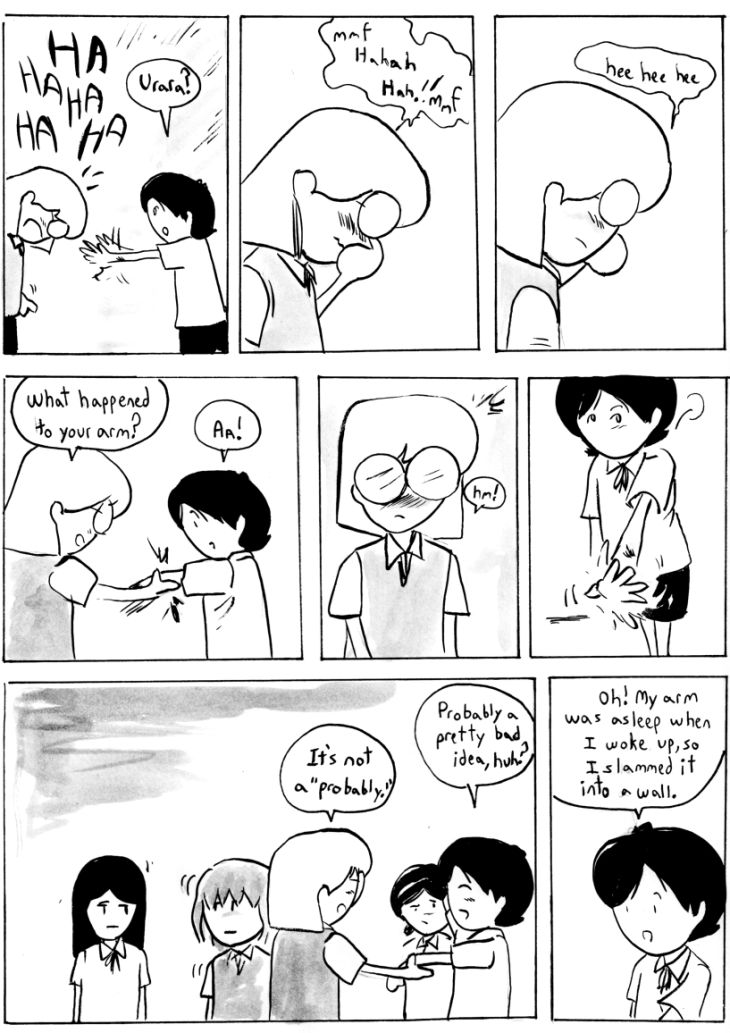 hee hee hee
mmf
Hahah
Hah..!! mmf
Urara?
HA
HA
HA
HA HA
hm!
AA!
What happened
to your arm?
Oh! My arm
was asleep when
I woke up, so
I slammed it
into a wall.
Probably a
pretty bad
idea, huh?
It's not
a "probably."